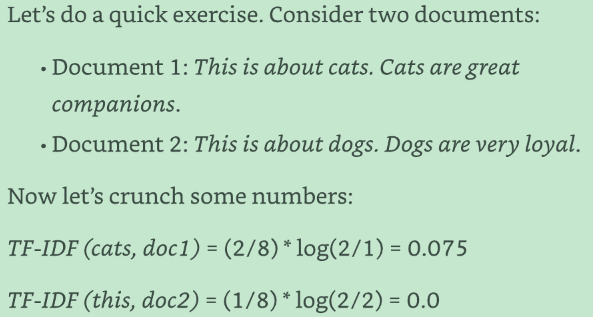 Let's do a quick exercise. Consider two documents:
• Document 1: This is about cats. Cats are great
companions.
• Document 2: This is about dogs. Dogs are very loyal.
Now let's crunch some numbers:
TF-IDF (cats, doc1) = (2/8) * log(2/1) = 0.075
TF-IDF (this, doc2) = (1/8) * log(2/2) = 0.0